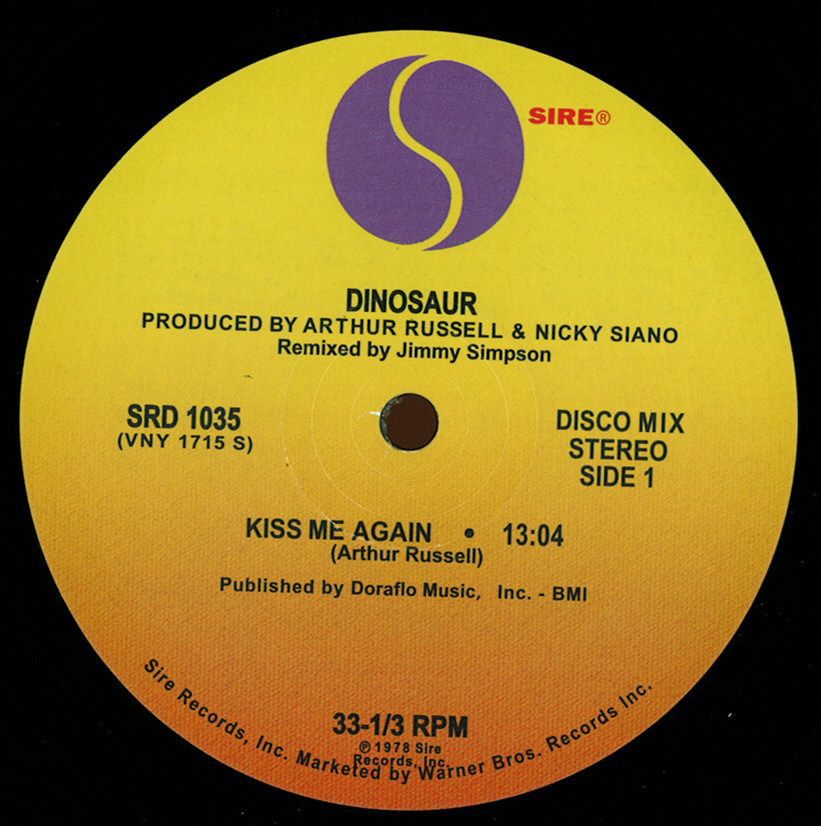 SIRE®
DINOSAUR
PRODUCED BY ARTHUR RUSSELL & NICKY SIANO
Remixed by Jimmy Simpson
SRD 1035
(VNY 1715 S)
DISCO MIX
STEREO
SIDE 1
KISS ME AGAIN • 13:04
(Arthur Russell)
Published by Doraflo Music, Inc. - BMI
33-1/3 RPM
℗ 1978 Sire
Records, Inc.
Sire Records, Inc. Marketed by Warner Bros. Records Inc.